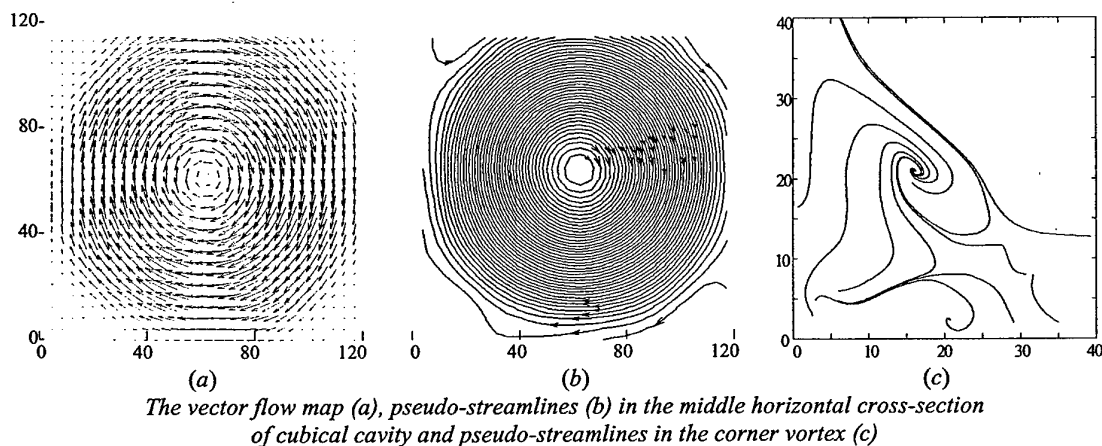 120-
80-
40-
0-
0 40 80 120
40 80 120
40
30
20
10
0
0 10 20 30 40
(a) (b) (c)
The vector flow map (a), pseudo-streamlines (b) in the middle horizontal cross-section
of cubical cavity and pseudo-streamlines in the corner vortex (c)